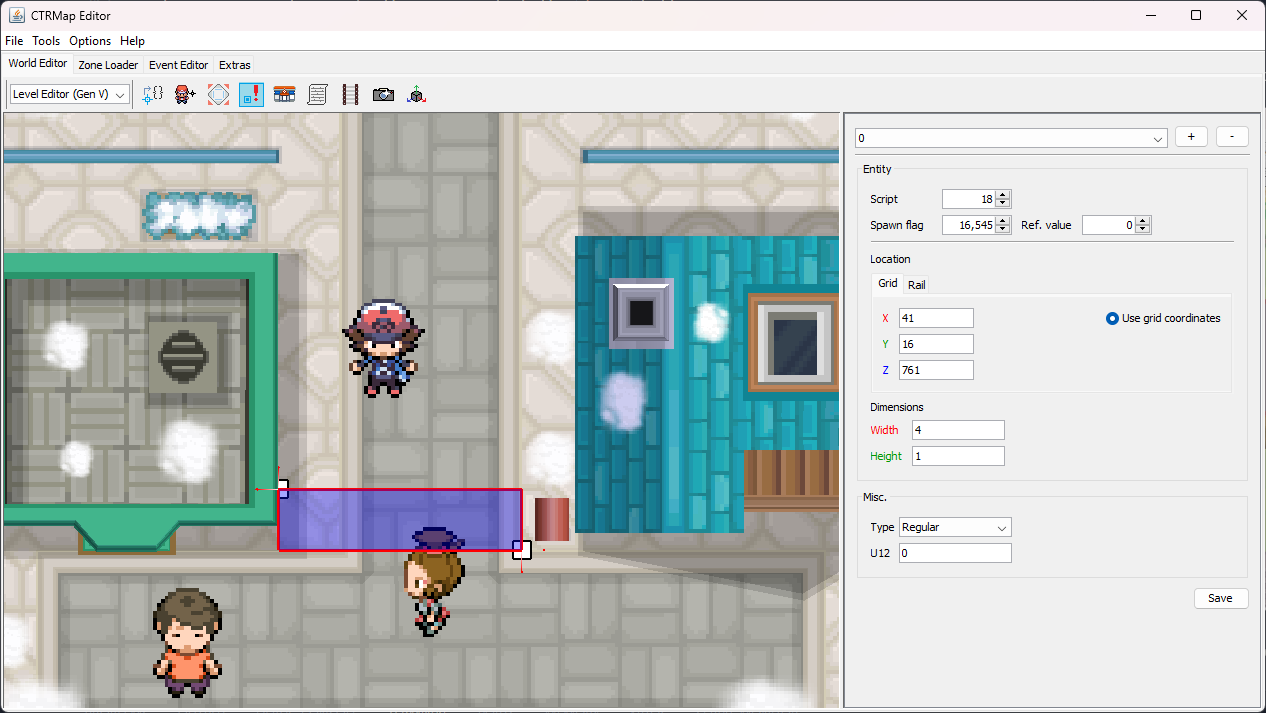 CTRMap Editor
File Tools Options Help
World Editor Zone Loader Event Editor Extras
Level Editor (Gen V)
0 + -
Entity
Script 18
Spawn flag 16,545 Ref. value 0
Location
Grid Rail
X 41 Use grid coordinates
Y 16
Z 761
Dimensions
Width 4
Height 1
Misc.
Type Regular
U12 0
Save